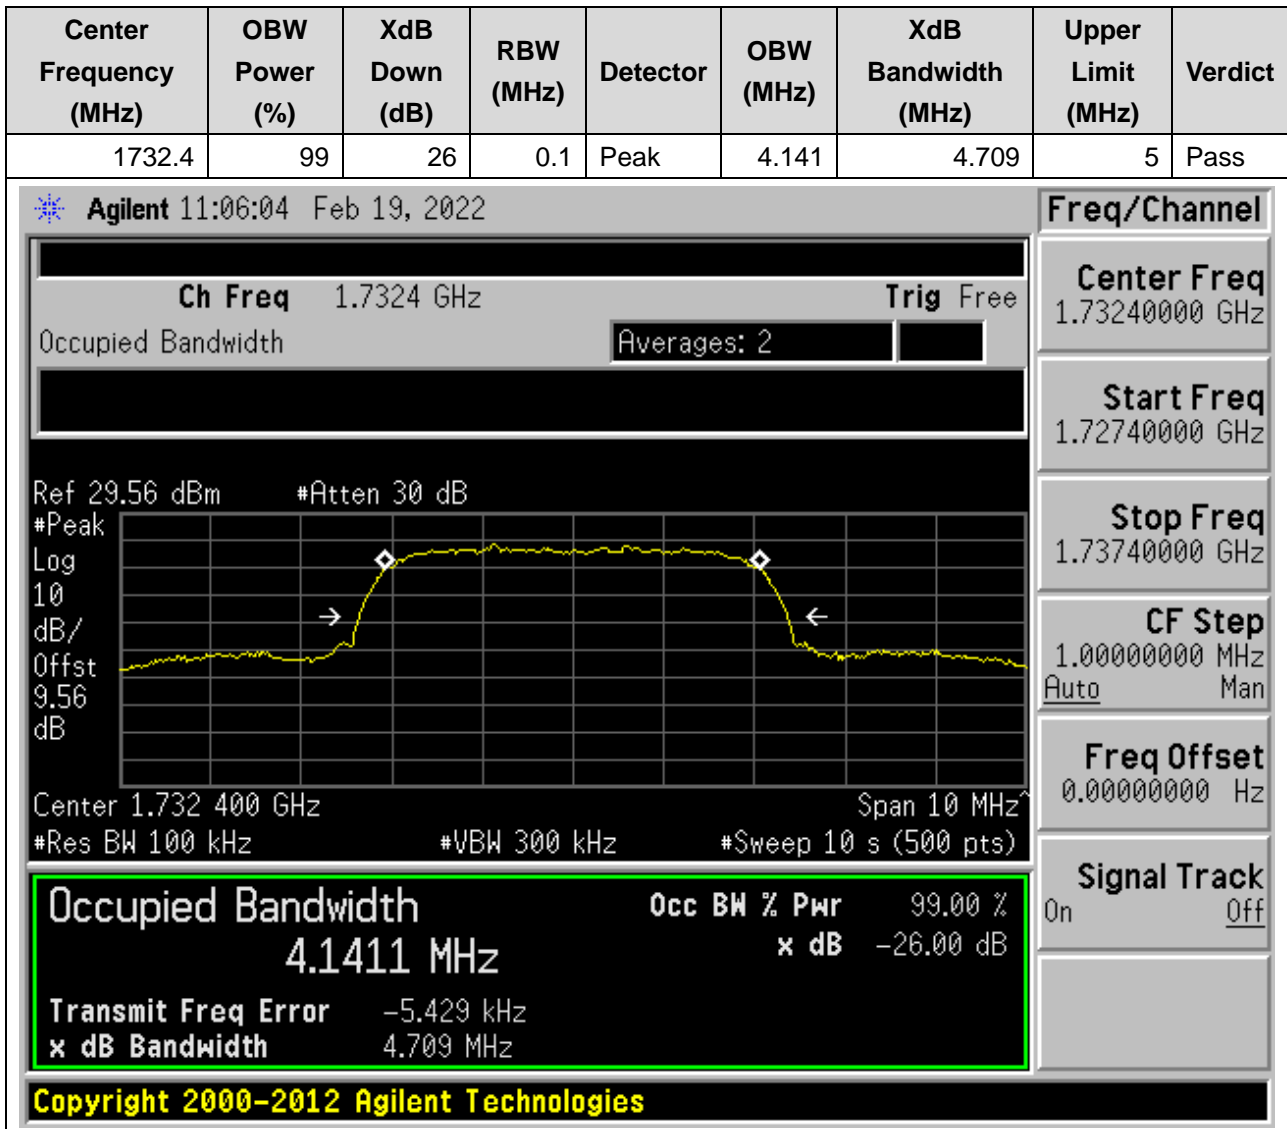 Center Frequency (MHz) OBW Power (%) XdB Down (dB) RBW (MHz) Detector OBW (MHz) XdB Bandwidth (MHz) Upper Limit (MHz) Verdict
1732.4 99 26 0.1 Peak 4.141 4.709 5 Pass
Agilent 11:06:04 Feb 19, 2022
Freq/Channel
Ch Freq 1.7324 GHz Trig Free
Occupied Bandwidth Averages: 2
Center Freq
1.73240000 GHz
Start Freq
1.72740000 GHz
Stop Freq
1.73740000 GHz
CF Step
1.00000000 MHz
Auto Man
Freq Offset
0.00000000 Hz
Signal Track
On Off
Ref 29.56 dBm #Atten 30 dB
#Peak
Log
10
dB/
Offst
9.56
dB
Center 1.732 400 GHz Span 10 MHz^
#Res BW 100 kHz #VBW 300 kHz #Sweep 10 s (500 pts)
Occupied Bandwidth
4.1411 MHz
Occ BW % Pwr 99.00 %
x dB -26.00 dB
Transmit Freq Error -5.429 kHz
x dB Bandwidth 4.709 MHz
Copyright 2000-2012 Agilent Technologies